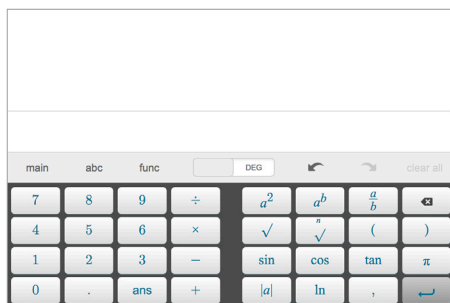 main abc func DEG clear all
7 8 9 ÷ a² aᵇ a/b
4 5 6 × √ ⁿ√ ( )
1 2 3 − sin cos tan π
0 . ans + |a| ln ,